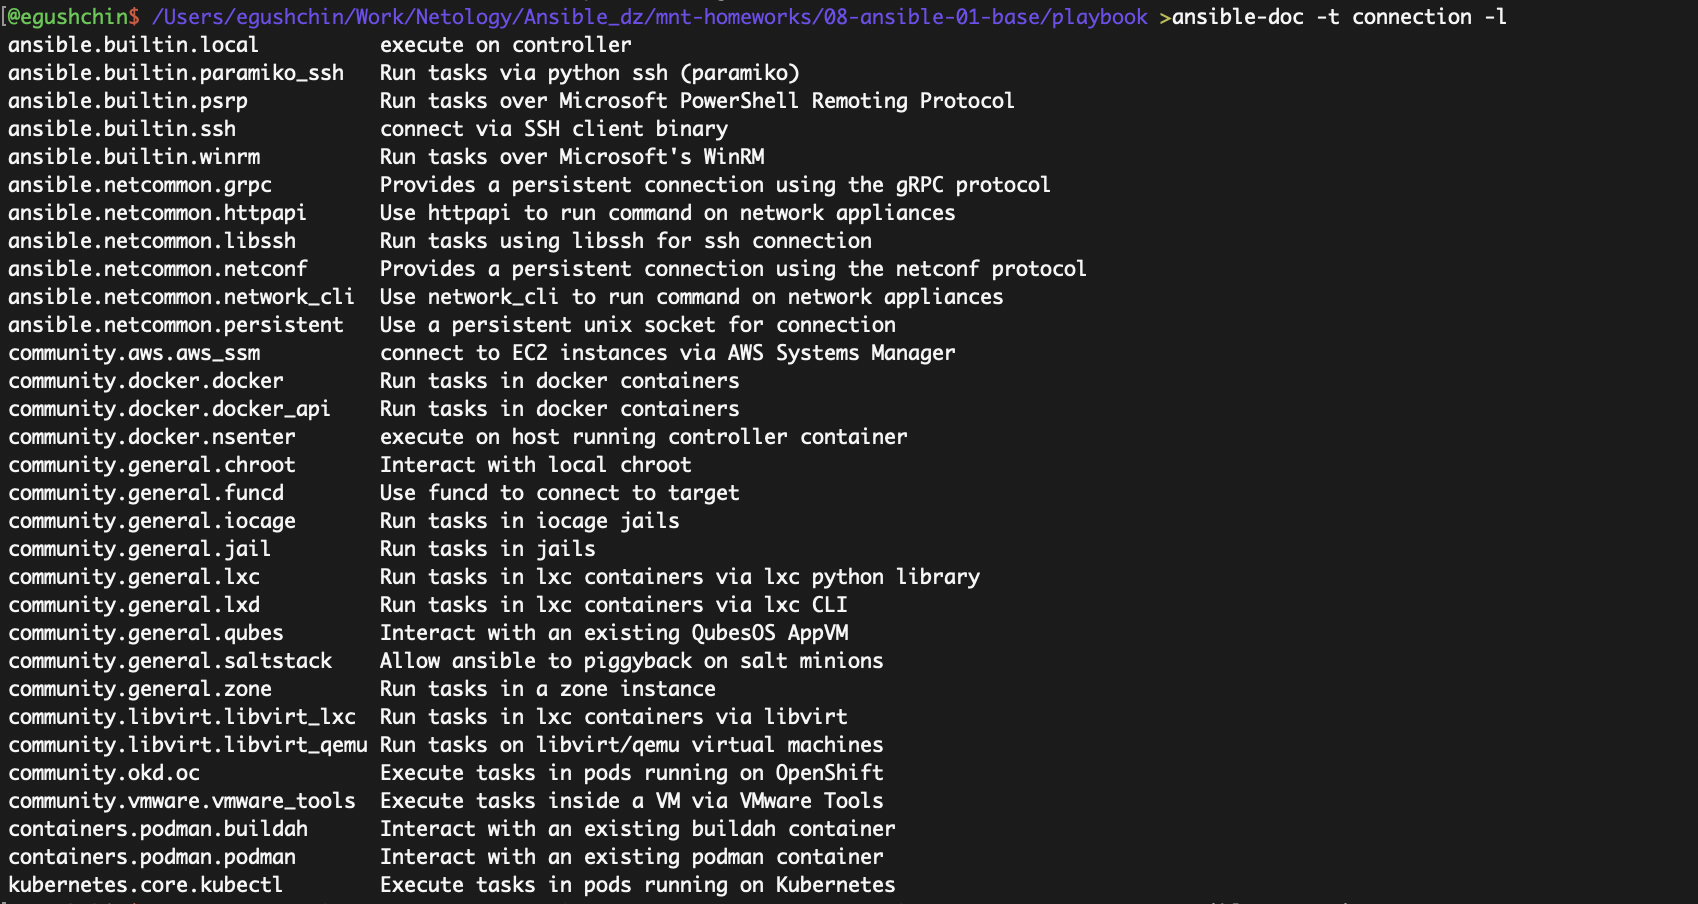 [@egushchin$ /Users/egushchin/Work/Netology/Ansible_dz/mnt-homeworks/08-ansible-01-base/playbook >ansible-doc -t connection -l
ansible.builtin.local          execute on controller
ansible.builtin.paramiko_ssh   Run tasks via python ssh (paramiko)
ansible.builtin.psrp           Run tasks over Microsoft PowerShell Remoting Protocol
ansible.builtin.ssh            connect via SSH client binary
ansible.builtin.winrm          Run tasks over Microsoft's WinRM
ansible.netcommon.grpc         Provides a persistent connection using the gRPC protocol
ansible.netcommon.httpapi      Use httpapi to run command on network appliances
ansible.netcommon.libssh       Run tasks using libssh for ssh connection
ansible.netcommon.netconf      Provides a persistent connection using the netconf protocol
ansible.netcommon.network_cli  Use network_cli to run command on network appliances
ansible.netcommon.persistent   Use a persistent unix socket for connection
community.aws.aws_ssm          connect to EC2 instances via AWS Systems Manager
community.docker.docker        Run tasks in docker containers
community.docker.docker_api    Run tasks in docker containers
community.docker.nsenter       execute on host running controller container
community.general.chroot       Interact with local chroot
community.general.funcd        Use funcd to connect to target
community.general.iocage       Run tasks in iocage jails
community.general.jail         Run tasks in jails
community.general.lxc          Run tasks in lxc containers via lxc python library
community.general.lxd          Run tasks in lxc containers via lxc CLI
community.general.qubes        Interact with an existing QubesOS AppVM
community.general.saltstack    Allow ansible to piggyback on salt minions
community.general.zone         Run tasks in a zone instance
community.libvirt.libvirt_lxc  Run tasks in lxc containers via libvirt
community.libvirt.libvirt_qemu Run tasks on libvirt/qemu virtual machines
community.okd.oc               Execute tasks in pods running on OpenShift
community.vmware.vmware_tools  Execute tasks inside a VM via VMware Tools
containers.podman.buildah      Interact with an existing buildah container
containers.podman.podman       Interact with an existing podman container
kubernetes.core.kubectl        Execute tasks in pods running on Kubernetes